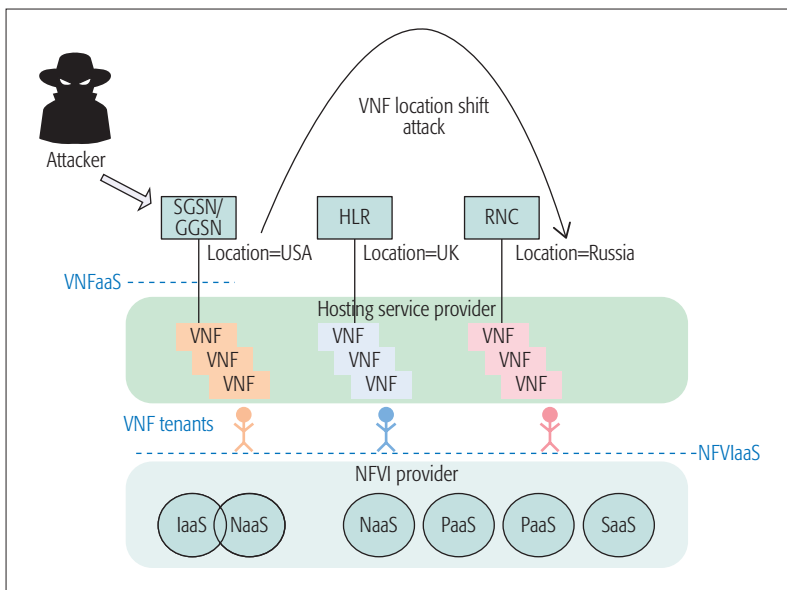 VNF location shift
attack
Attacker
SGSN/
GGSN
HLR
RNC
Location=USA
Location=UK
Location=Russia
VNFaaS
Hosting service provider
VNF
VNF
VNF
VNF
VNF
VNF
VNF
VNF
VNF
VNF tenants
NFVIaaS
NFVI provider
IaaS
NaaS
NaaS
PaaS
PaaS
SaaS